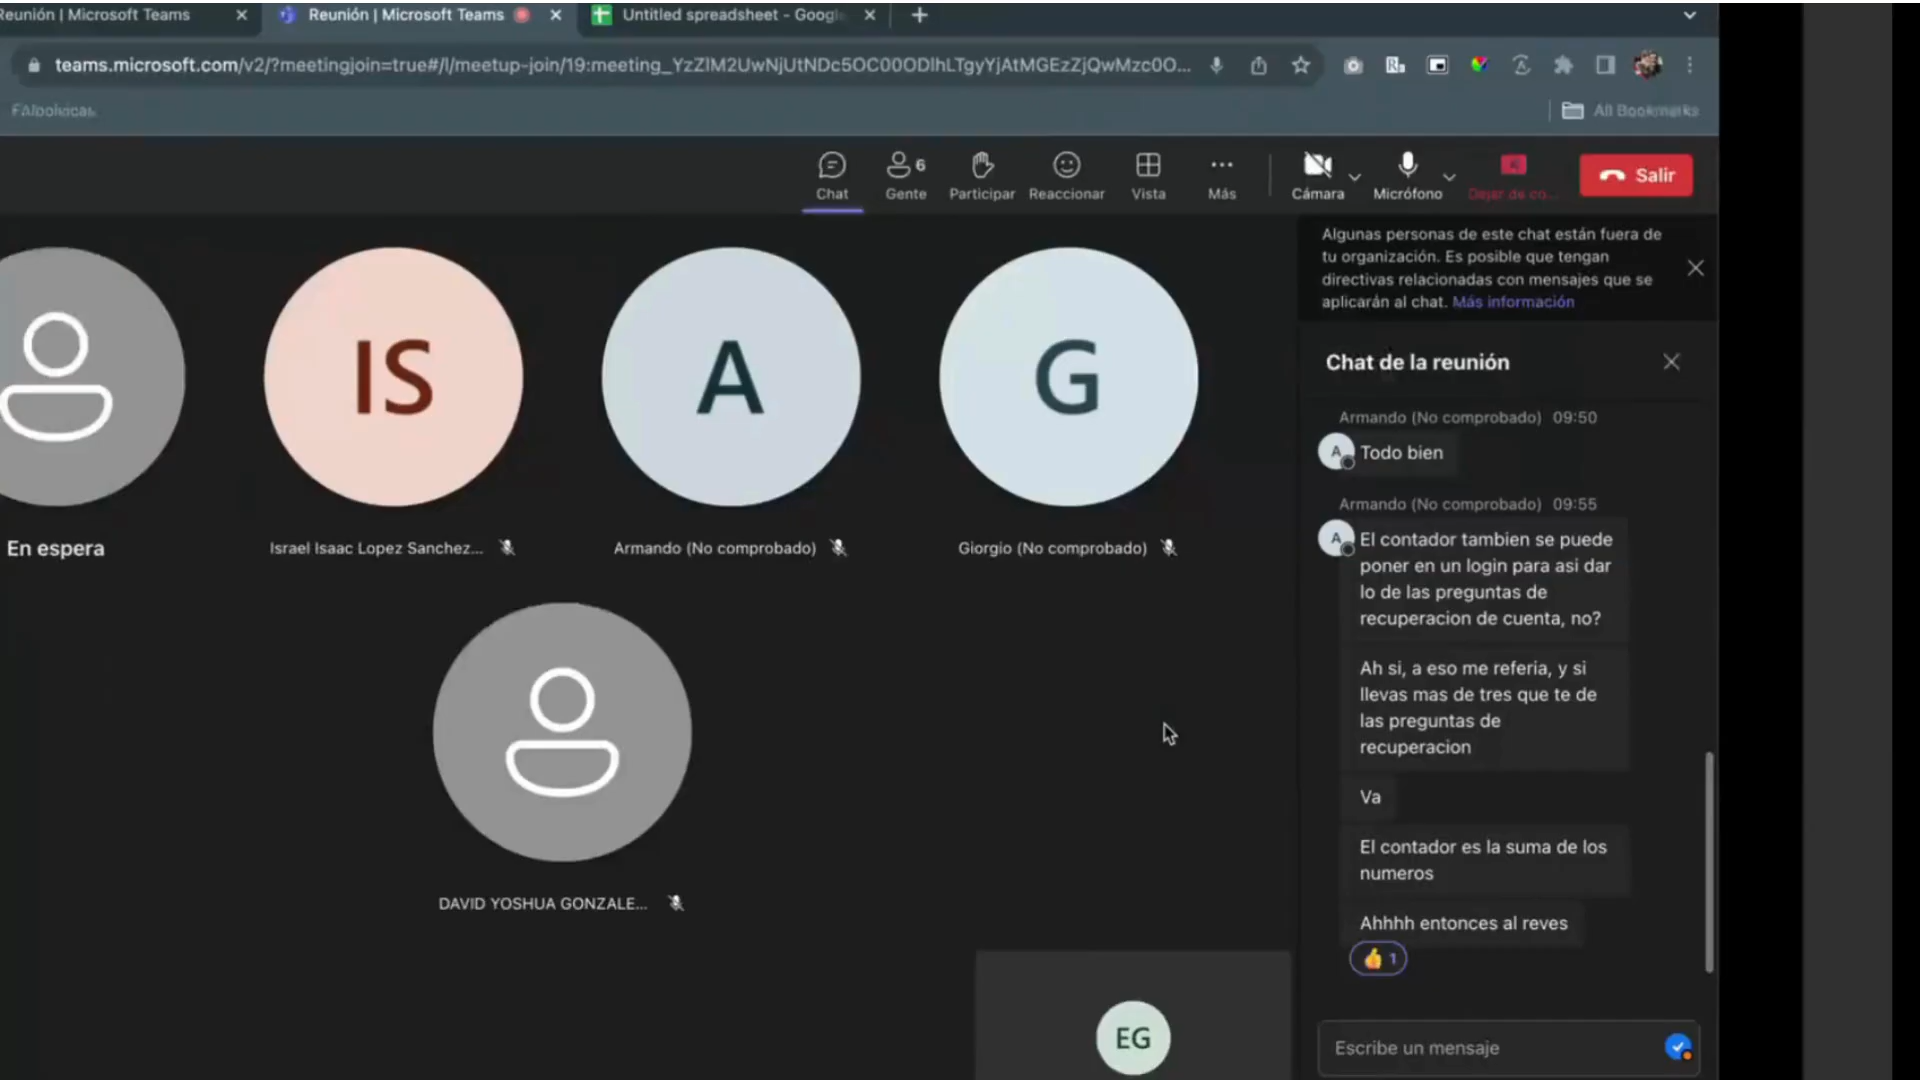 Reunión | Microsoft Teams
Reunión | Microsoft Teams
Untitled spreadsheet - Googl
teams.microsoft.com/v2/?meetingjoin=true#/l/meetup-join/19:meeting_YzZlM2UwNjUtNDc5OC00ODlhLTgyYjAtMGEzZjQwMzc0O...
All Bookmarks
6
Chat
Gente
Participar
Reaccionar
Vista
Más
Cámara
Micrófono
Dejar de co...
Salir
Algunas personas de este chat están fuera de
tu organización. Es posible que tengan
directivas relacionadas con mensajes que se
aplicarán al chat. Más información
IS
A
G
En espera
Israel Isaac Lopez Sanchez...
Armando (No comprobado)
Giorgio (No comprobado)
DAVID YOSHUA GONZALE...
EG
Chat de la reunión
Armando (No comprobado) 09:50
A
Todo bien
Armando (No comprobado) 09:55
A
El contador tambien se puede
poner en un login para asi dar
lo de las preguntas de
recuperacion de cuenta, no?
Ah si, a eso me referia, y si
llevas mas de tres que te de
las preguntas de
recuperacion
Va
El contador es la suma de los
numeros
Ahhhh entonces al reves
👍 1
Escribe un mensaje